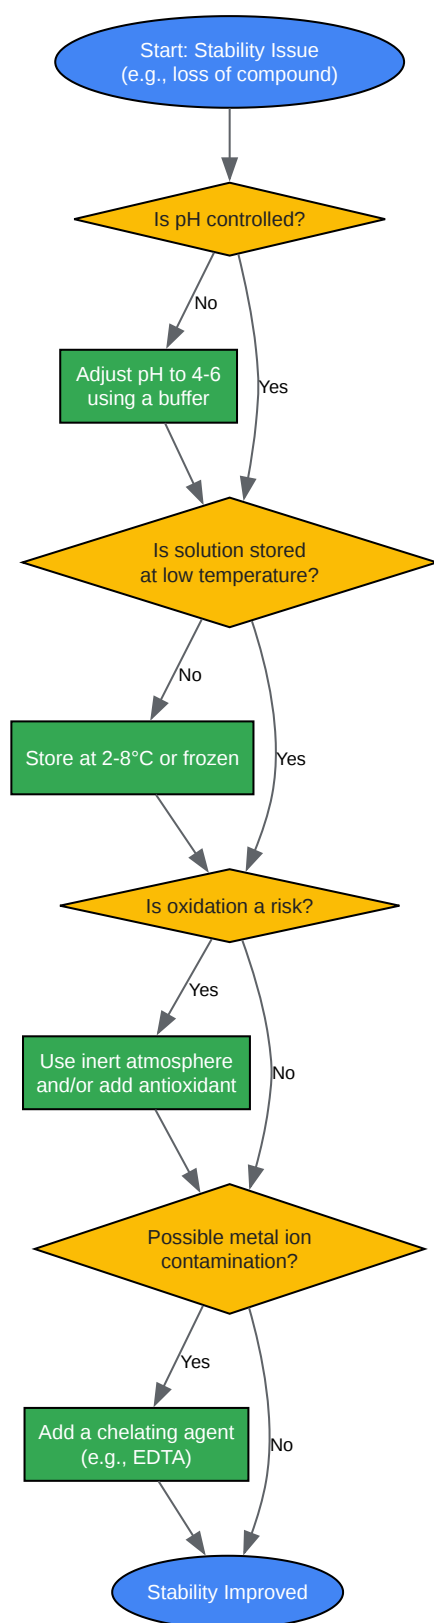 Start: Stability Issue
(e.g., loss of compound)
Is pH controlled?
No
Adjust pH to 4-6
using a buffer
Yes
Is solution stored
at low temperature?
No
Store at 2-8°C or frozen
Yes
Is oxidation a risk?
Yes
Use inert atmosphere
and/or add antioxidant
No
Possible metal ion
contamination?
Yes
Add a chelating agent
(e.g., EDTA)
No
Stability Improved